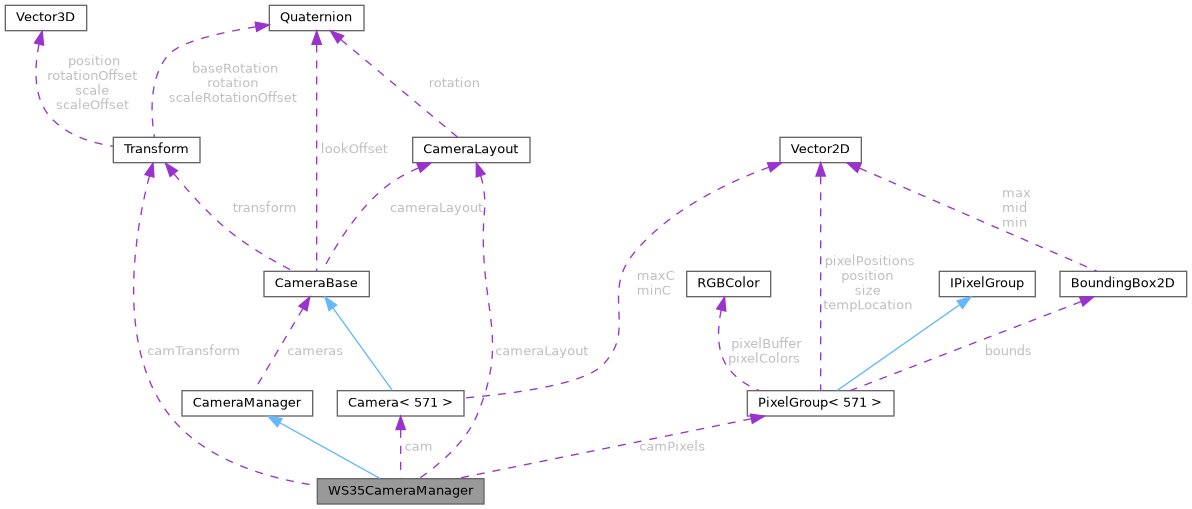 Vector3D
Quaternion
position
rotationOffset
scale
scaleOffset
baseRotation
rotation
scaleRotationOffset
rotation
Transform
lookOffset
CameraLayout
Vector2D
transform
cameraLayout
max
mid
min
maxC
minC
pixelPositions
position
size
tempLocation
CameraBase
RGBColor
IPixelGroup
BoundingBox2D
camTransform
cameras
cameraLayout
pixelBuffer
pixelColors
bounds
CameraManager
Camera< 571 >
PixelGroup< 571 >
cam
camPixels
WS35CameraManager